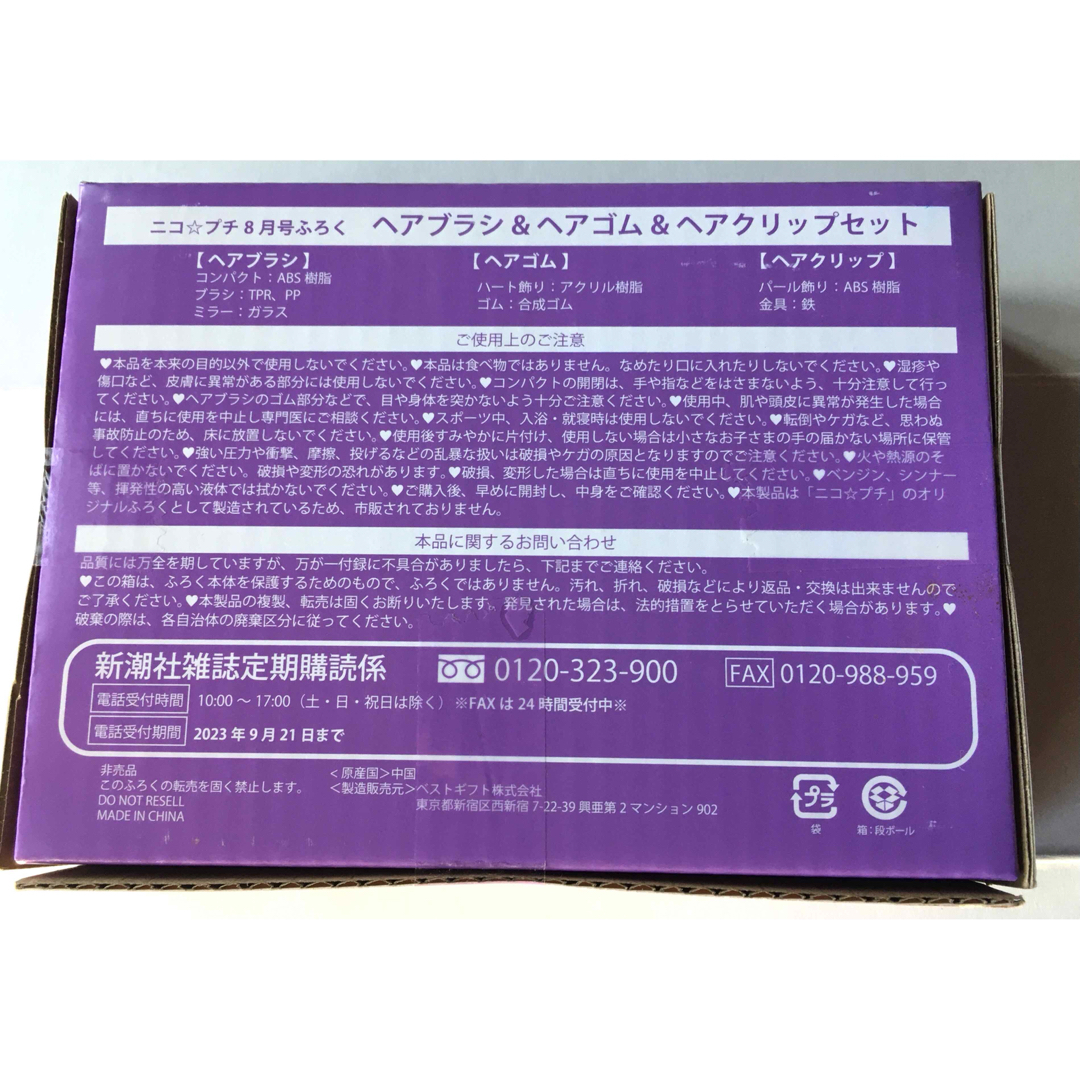 ニコ☆プチ8月号ふろく ヘアブラシ&ヘアゴム&ヘアクリップセット
【ヘアブラシ】
コンパクト：ABS樹脂
ブラシ：TPR、PP
ミラー：ガラス
【ヘアゴム】
ハート飾り：アクリル樹脂
ゴム：合成ゴム
【ヘアクリップ】
パール飾り：ABS樹脂
金具：鉄
ご使用上のご注意
♥本品を本来の目的以外で使用しないでください。♥本品は食べ物ではありません。なめたり口に入れたりしないでください。♥湿疹や
傷口など、皮膚に異常がある部分には使用しないでください。♥コンパクトの開閉は、手や指などをはさまないよう、十分注意して行っ
てください。♥ヘアブラシのゴム部分などで、目や身体を突かないよう十分ご注意ください。♥使用中、肌や頭皮に異常が発生した場合
には、直ちに使用を中止し専門医にご相談ください。♥スポーツ中、入浴・就寝時は使用しないでください。♥転倒やケガなど、思わぬ
事故防止のため、床に放置しないでください。♥使用後すみやかに片付け、使用しない場合は小さなお子さまの手の届かない場所に保管
してください。♥強い圧力や衝撃、摩擦、投げるなどの乱暴な扱いは破損やケガの原因となりますのでご注意ください。♥火や熱源のそ
ばに置かないでください。破損や変形の恐れがあります。♥破損、変形した場合は直ちに使用を中止してください。♥ベンジン、シンナー
等、揮発性の高い液体では拭かないでください。♥ご購入後、早めに開封し、中身をご確認ください。♥本製品は「ニコ☆プチ」のオリ
ジナルふろくとして製造されているため、市販されておりません。
本品に関するお問い合わせ
品質には万全を期していますが、万が一付録に不具合がありましたら、下記までご連絡ください。
♥この箱は、ふろく本体を保護するためのもので、ふろくではありません。汚れ、折れ、破損などにより返品・交換は出来ませんので
ご了承ください。♥本製品の複製、転売は固くお断りいたします。発見された場合は、法的措置をとらせていただく場合があります。♥
破棄の際は、各自治体の廃棄区分に従ってください。
新潮社雑誌定期購読係 0120-323-900 FAX 0120-988-959
電話受付時間 10:00～17:00（土・日・祝日は除く）※FAXは24時間受付中※
電話受付期間 2023年9月21日まで
非売品
このふろくの転売を固く禁止します。
DO NOT RESELL
MADE IN CHINA
＜原産国＞中国
＜製造販売元＞ベストギフト株式会社
東京都新宿区西新宿7-22-39 興亜第2マンション902
プラ
袋
箱：段ボール